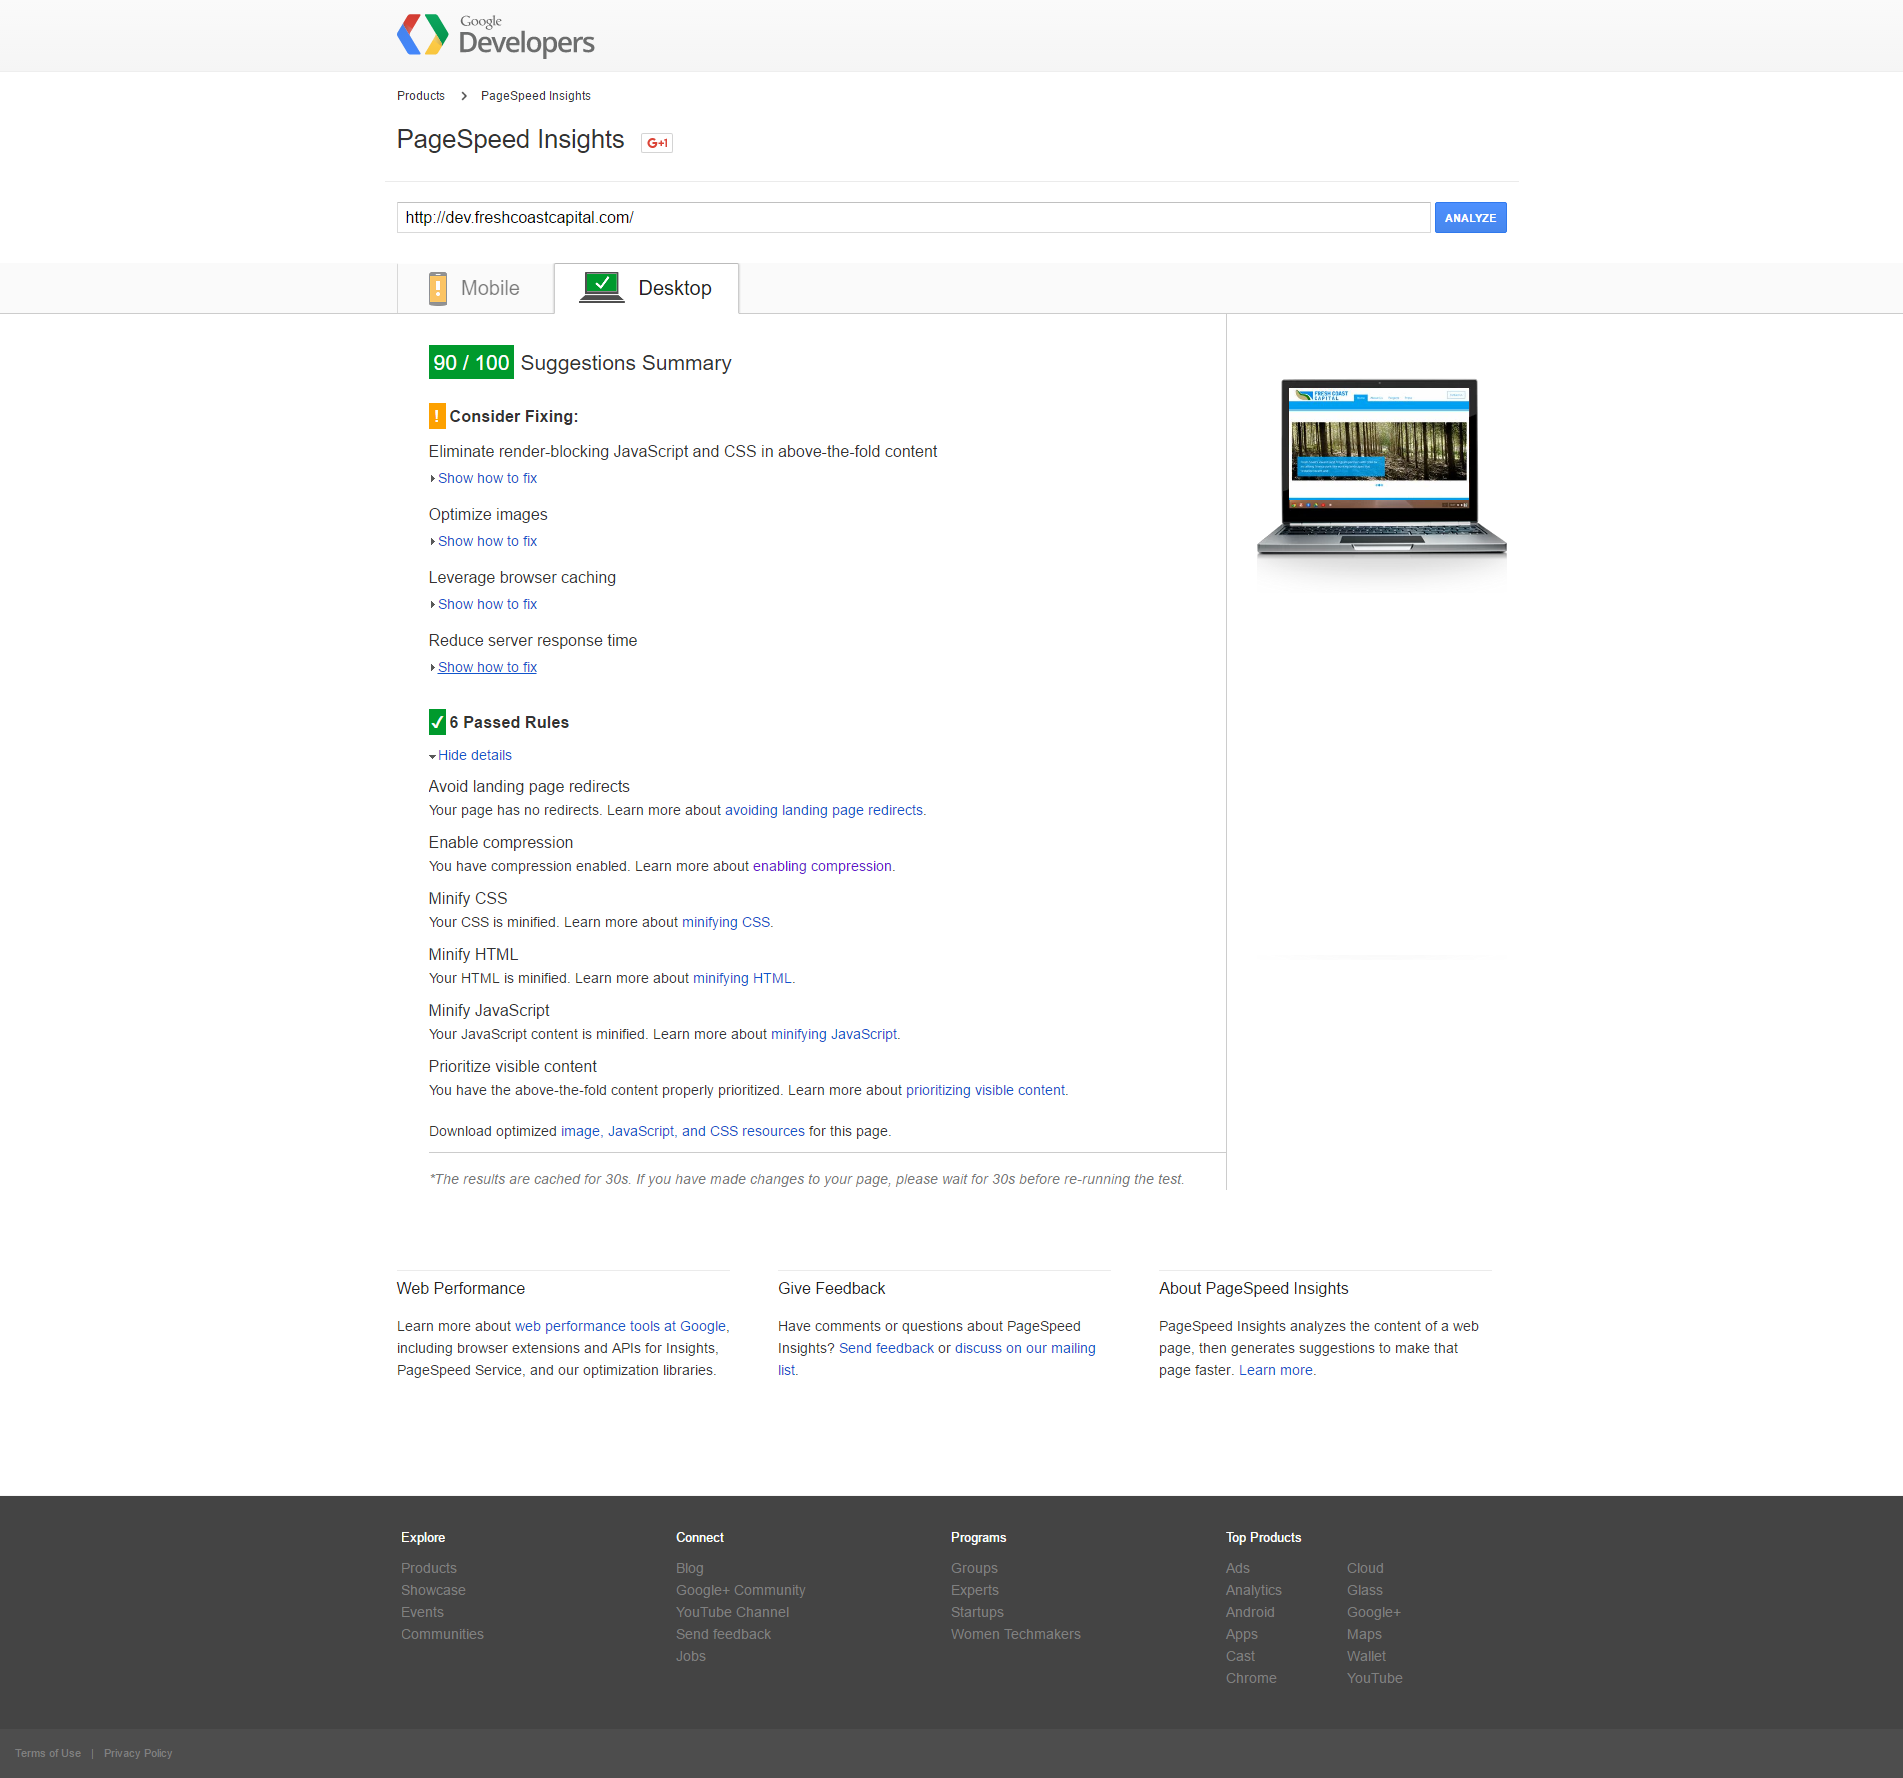 Google
Developers
Products > PageSpeed Insights
PageSpeed Insights G+1
http://dev.freshcoastcapital.com/ ANALYZE
Mobile Desktop
90 / 100 Suggestions Summary
! Consider Fixing:
Eliminate render-blocking JavaScript and CSS in above-the-fold content
Show how to fix
Optimize images
Show how to fix
Leverage browser caching
Show how to fix
Reduce server response time
Show how to fix
6 Passed Rules
Hide details
Avoid landing page redirects
Your page has no redirects. Learn more about avoiding landing page redirects.
Enable compression
You have compression enabled. Learn more about enabling compression.
Minify CSS
Your CSS is minified. Learn more about minifying CSS.
Minify HTML
Your HTML is minified. Learn more about minifying HTML.
Minify JavaScript
Your JavaScript content is minified. Learn more about minifying JavaScript.
Prioritize visible content
You have the above-the-fold content properly prioritized. Learn more about prioritizing visible content.
Download optimized image, JavaScript, and CSS resources for this page.
*The results are cached for 30s. If you have made changes to your page, please wait for 30s before re-running the test.
FRESH COAST
CAPITAL
Web Performance
Learn more about web performance tools at Google,
including browser extensions and APIs for Insights,
PageSpeed Service, and our optimization libraries.
Give Feedback
Have comments or questions about PageSpeed
Insights? Send feedback or discuss on our mailing
list.
About PageSpeed Insights
PageSpeed Insights analyzes the content of a web
page, then generates suggestions to make that
page faster. Learn more.
Explore
Products
Showcase
Events
Communities
Connect
Blog
Google+ Community
YouTube Channel
Send feedback
Jobs
Programs
Groups
Experts
Startups
Women Techmakers
Top Products
Ads
Analytics
Android
Apps
Cast
Chrome
Cloud
Glass
Google+
Maps
Wallet
YouTube
Terms of Use | Privacy Policy